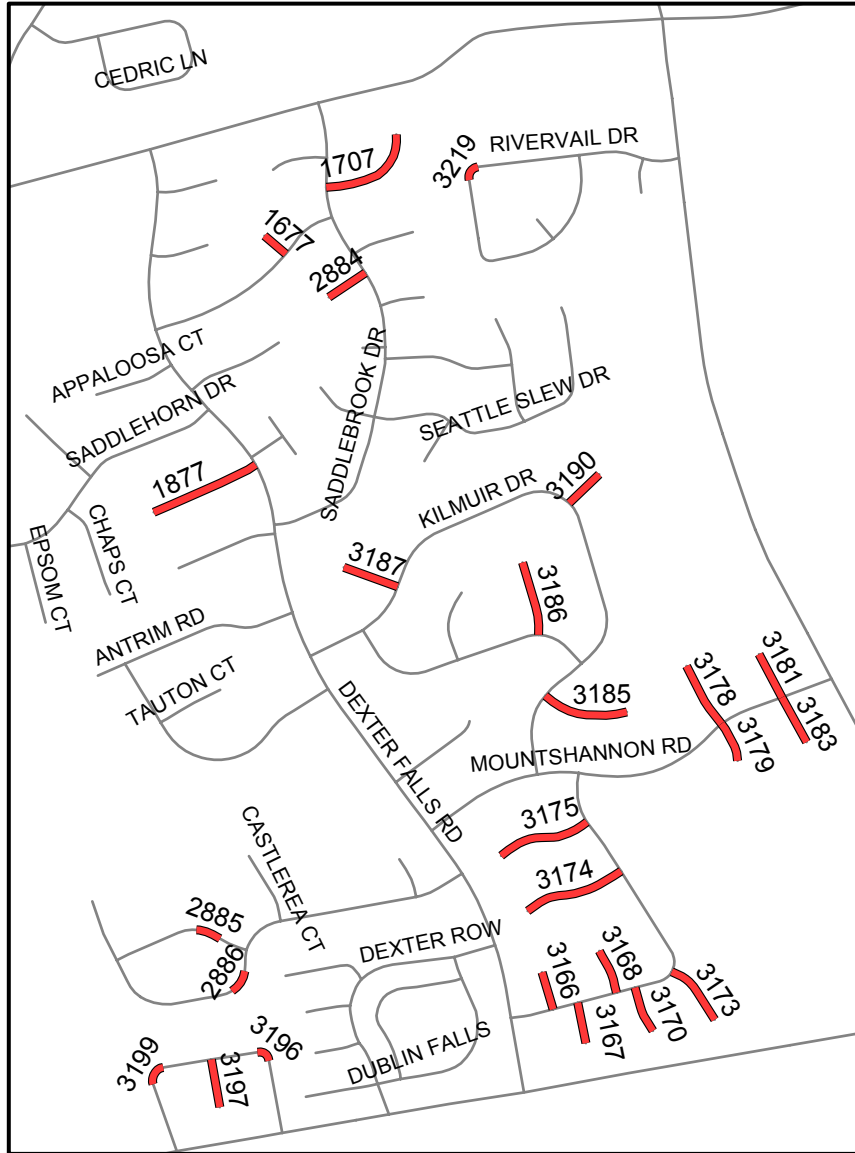 CEDRIC LN
RIVERVAIL DR
1707
3219
1677
2884
APPALOOSA CT
SADDLEHORN DR
SADDLEBROOK DR
SEATTLE SLEW DR
1877
3190
KILMUIR DR
CHAPS CT
EPSOM CT
3187
3186
ANTRIM RD
TAUTON CT
3181
3178
3185
3183
3179
DEXTER FALLS RD
MOUNTSHANNON RD
3175
3174
CASTLEREA CT
2885
DEXTER ROW
2886
3168
3166
3173
3170
3167
3196
3199
3197
DUBLIN FALLS